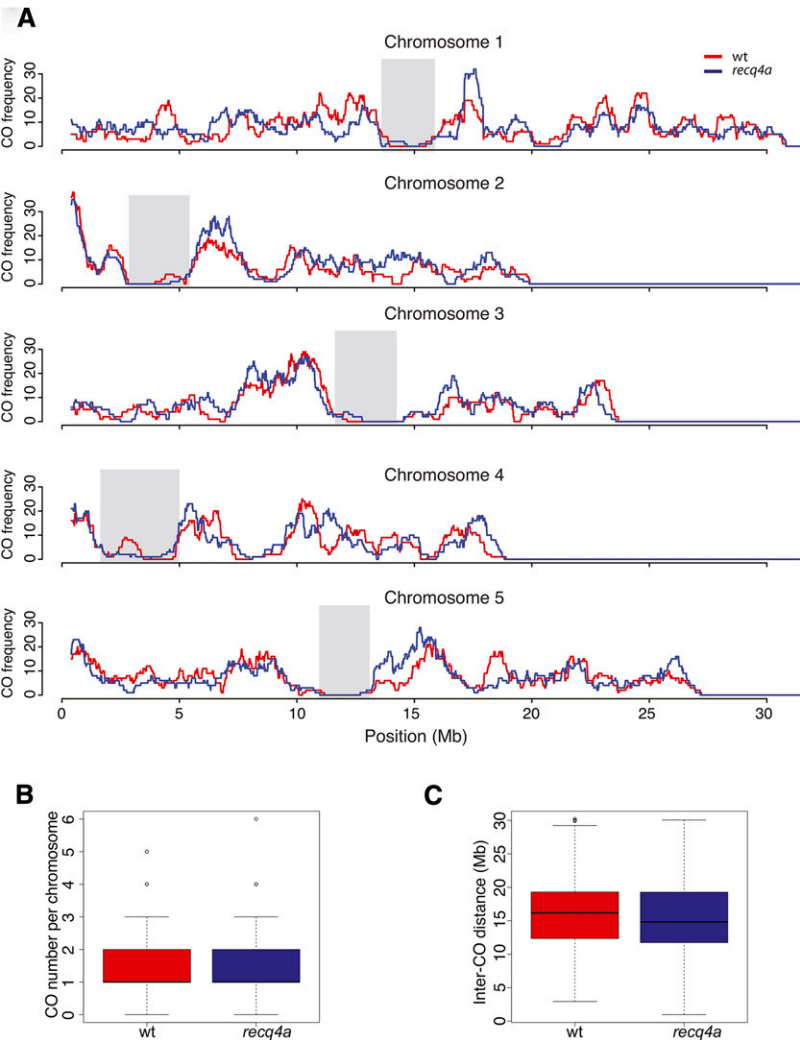 A
Chromosome 1
wt
recq4a
CO frequency
0 10 20 30
Chromosome 2
CO frequency
0 10 20 30
Chromosome 3
CO frequency
0 10 20 30
Chromosome 4
CO frequency
0 10 20 30
Chromosome 5
CO frequency
0 10 20 30
0 5 10 15 20 25 30
Position (Mb)
B
CO number per chromosome
0 1 2 3 4 5 6
wt recq4a
C
Inter-CO distance (Mb)
0 5 10 15 20 25 30
wt recq4a